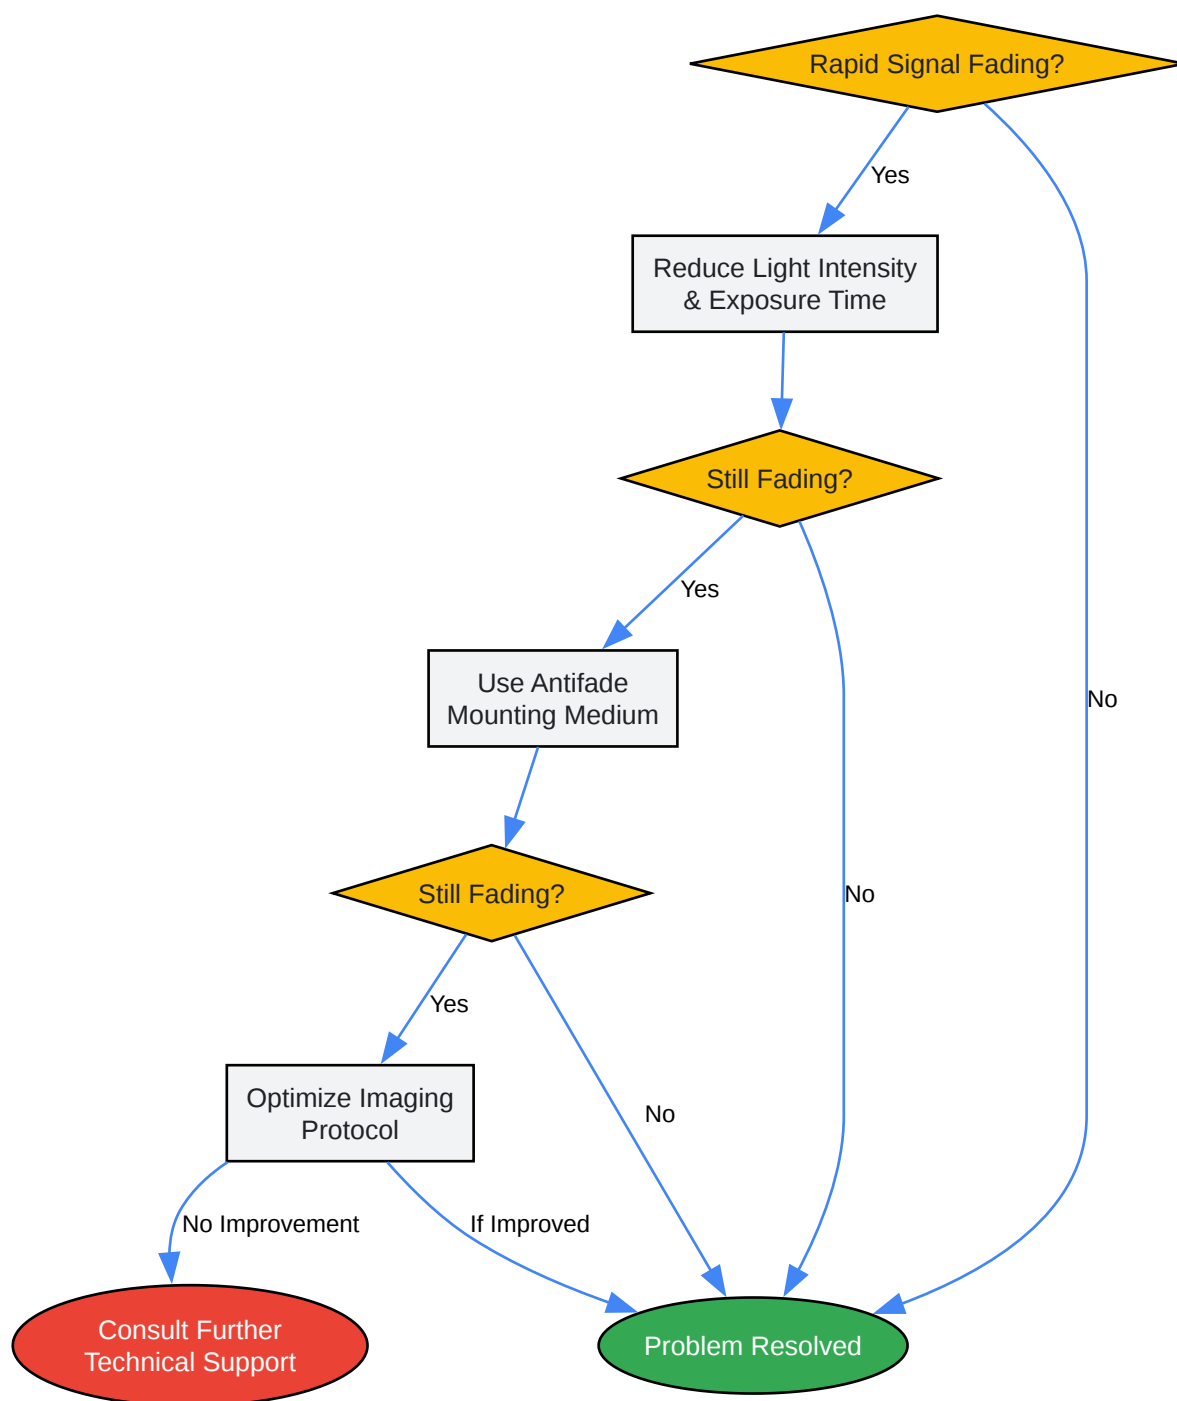 Rapid Signal Fading?
Yes
Reduce Light Intensity
& Exposure Time
Still Fading?
Yes
Use Antifade
Mounting Medium
No
Still Fading?
No
Yes
Optimize Imaging
Protocol
No
No Improvement
If Improved
Consult Further
Technical Support
Problem Resolved